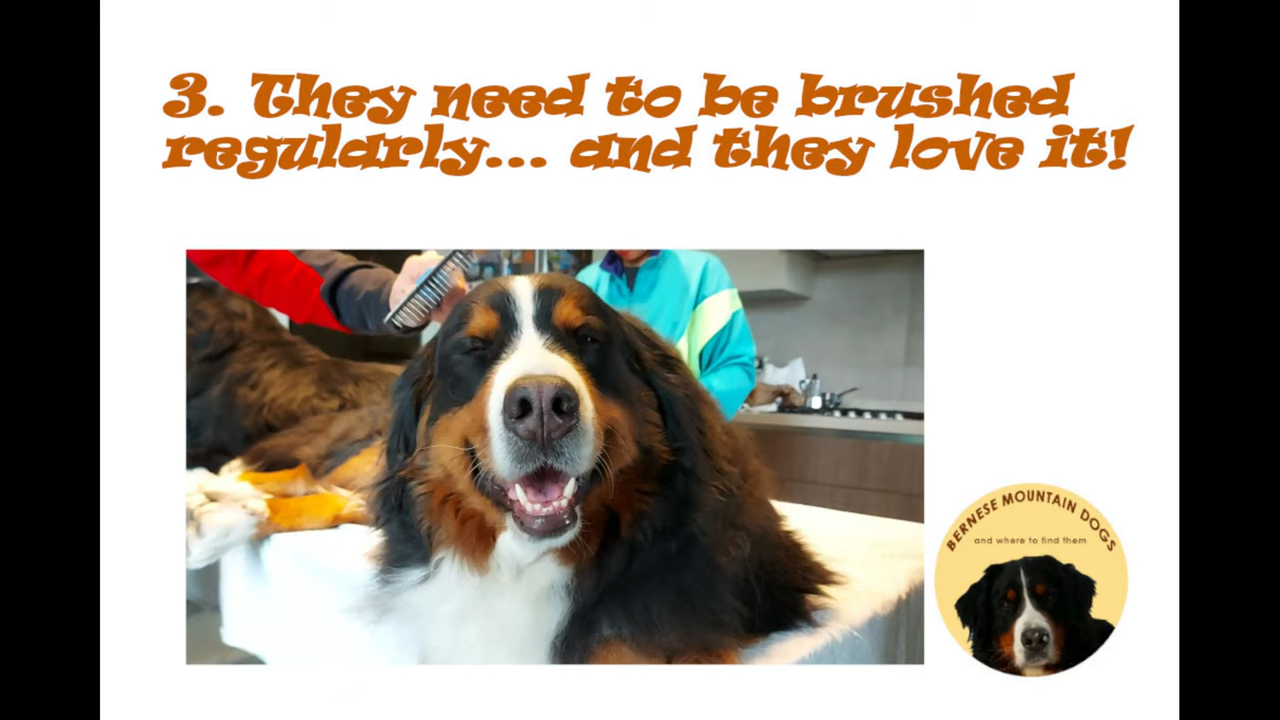 3. They need to be brushed
regularly... and they love it!
BERNESE MOUNTAIN DOGS
and where to find them